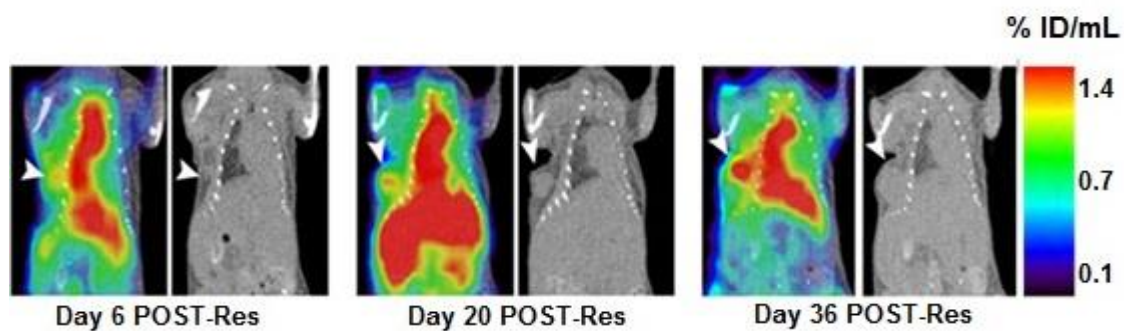 % ID/mL
1.4
0.7
0.1
Day 6 POST-Res
Day 20 POST-Res
Day 36 POST-Res